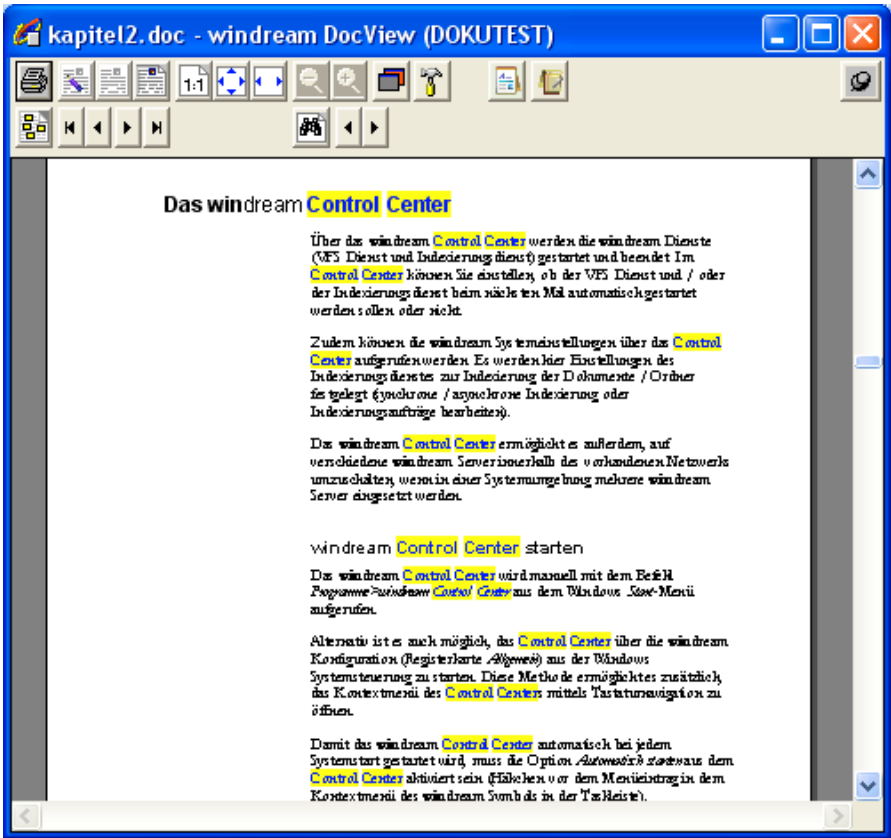 kapitel2.doc - windream DocView (DOKUTEST)
1:1
Das windream Control Center
Über das windream Control Center werden die windream Dienste
(VFS Dienst und Indexierungsdienst) gestartet und beendet. Im
Control Center können Sie einstellen, ob der VFS Dienst und / oder
der Indexierungsdienst beim nächsten Mal automatisch gestartet
werden sollen oder nicht.
Zudem können die windream Systemeinstellungen über das Control
Center aufgerufen werden. Es werden hier Einstellungen des
Indexierungsdienstes zur Indexierung der Dokumente / Ordner
festgelegt (synchrone / asynchrone Indexierung oder
Indexierungsaufträge bearbeiten).
Das windream Control Center ermöglicht es außerdem, auf
verschiedene windream Server innerhalb des vorhandenen Netzwerks
umzuschalten, wenn in einer Systemumgebung mehrere windream
Server eingesetzt werden.
windream Control Center starten
Das windream Control Center wird manuell mit dem Befehl
Programme>windream Control Center aus dem Windows Start-Menü
aufgerufen.
Alternativ ist es auch möglich, das Control Center über die windream
Konfiguration (Registerkarte Allgemein) aus der Windows
Systemsteuerung zu starten. Diese Methode ermöglicht es zusätzlich,
das Kontextmenü des Control Centers mittels Tastaturnavigation zu
öffnen.
Damit das windream Control Center automatisch bei jedem
Systemstart gestartet wird, muss die Option Automatisch starten aus dem
Control Center aktiviert sein (Häkchen vor dem Menüeintrag in dem
Kontextmenü des windream Symbols in der Taskleiste).